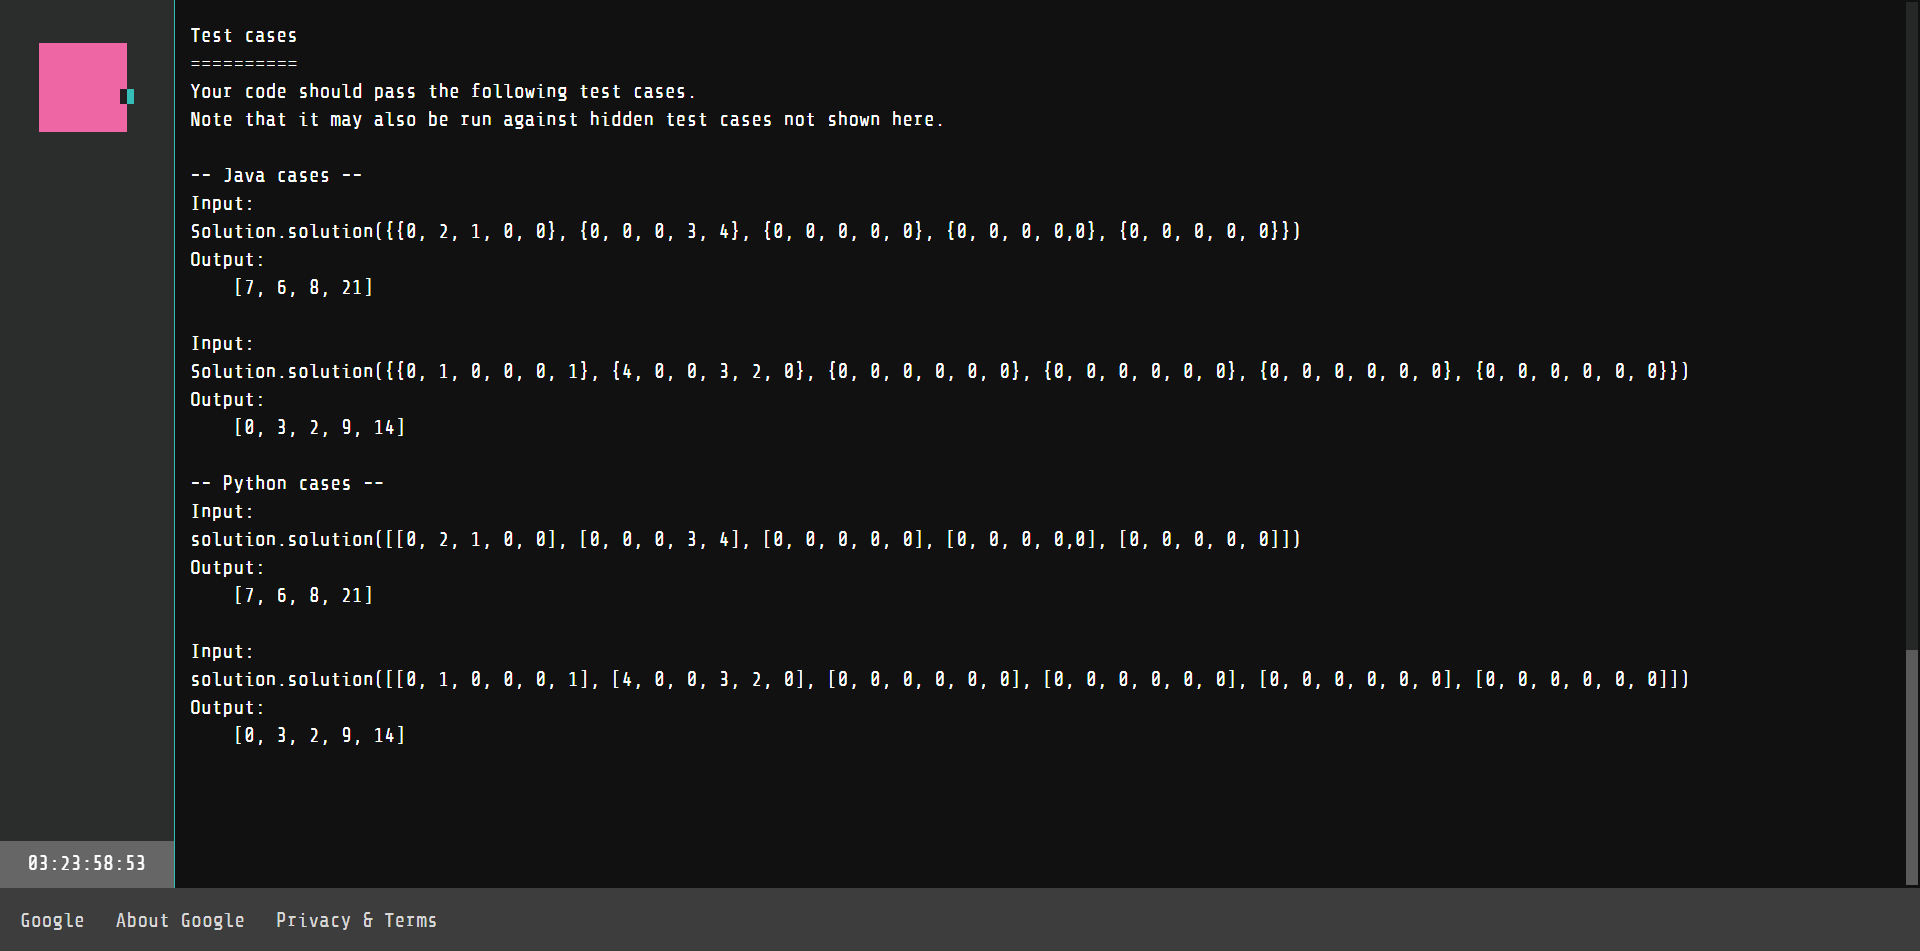 Test cases
==========
Your code should pass the following test cases.
Note that it may also be run against hidden test cases not shown here.
-- Java cases --
Input:
Solution.solution({{0, 2, 1, 0, 0}, {0, 0, 0, 3, 4}, {0, 0, 0, 0, 0}, {0, 0, 0, 0,0}, {0, 0, 0, 0, 0}})
Output:
    [7, 6, 8, 21]
Input:
Solution.solution({{0, 1, 0, 0, 0, 1}, {4, 0, 0, 3, 2, 0}, {0, 0, 0, 0, 0, 0}, {0, 0, 0, 0, 0, 0}, {0, 0, 0, 0, 0, 0}, {0, 0, 0, 0, 0, 0}})
Output:
    [0, 3, 2, 9, 14]
-- Python cases --
Input:
solution.solution([[0, 2, 1, 0, 0], [0, 0, 0, 3, 4], [0, 0, 0, 0, 0], [0, 0, 0, 0,0], [0, 0, 0, 0, 0]])
Output:
    [7, 6, 8, 21]
Input:
solution.solution([[0, 1, 0, 0, 0, 1], [4, 0, 0, 3, 2, 0], [0, 0, 0, 0, 0, 0], [0, 0, 0, 0, 0, 0], [0, 0, 0, 0, 0, 0], [0, 0, 0, 0, 0, 0]])
Output:
    [0, 3, 2, 9, 14]
03:23:58:53
Google About Google Privacy & Terms